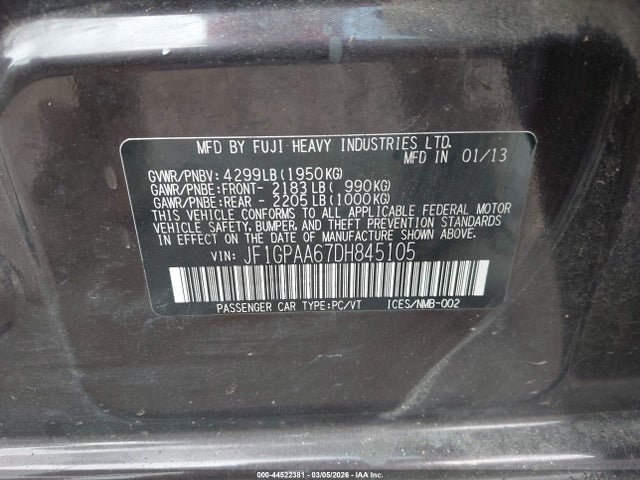 MFD BY FUJI HEAVY INDUSTRIES LTD.
MFD IN 01/13
GVWR/PNBV: 4299LB(1950KG)
GAWR/PNBE:FRONT- 2183LB( 990KG)
GAWR/PNBE:REAR - 2205LB(1000KG)
THIS VEHICLE CONFORMS TO ALL APPLICABLE FEDERAL MOTOR
VEHICLE SAFETY, BUMPER, AND THEFT PREVENTION STANDARDS
IN EFFECT ON THE DATE OF MANUFACTURE SHOWN ABOVE.
VIN: JF1GPAA67DH845105
PASSENGER CAR TYPE:PC/VT ICES/NMB-002
000-44522381 | 03/05/2026 - © IAA, Inc.